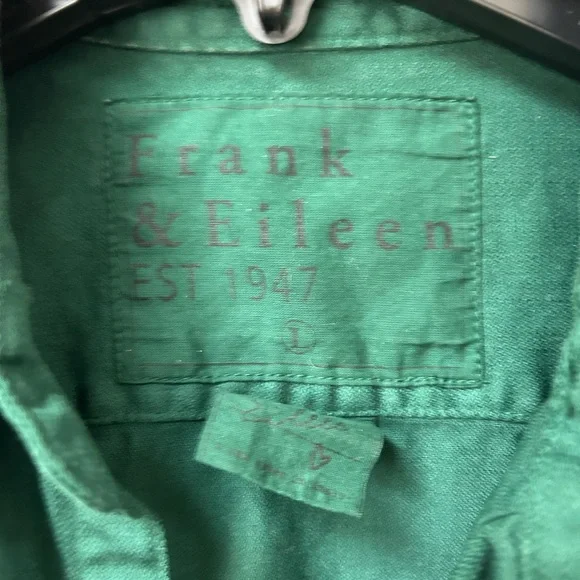 Frank
& Eileen
EST 1947
L